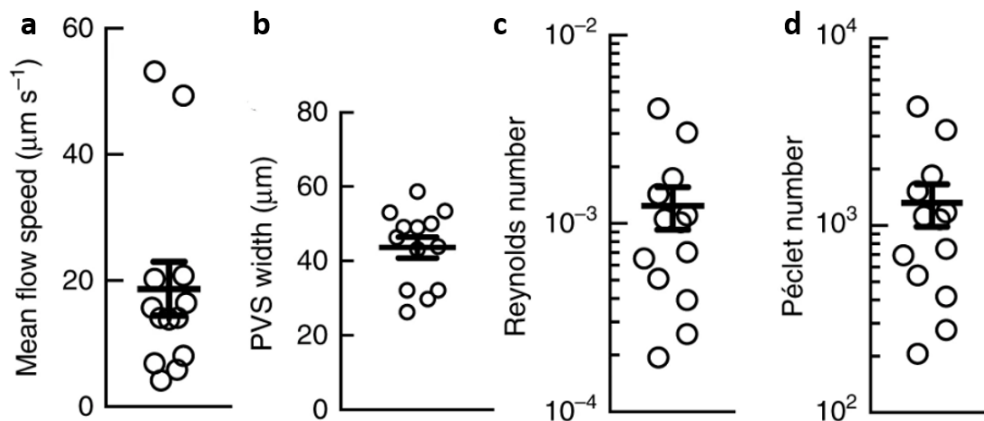 a
Mean flow speed (μm s⁻¹)
60
40
20
0
b
PVS width (μm)
80
60
40
20
0
c
Reynolds number
10⁻²
10⁻³
10⁻⁴
d
Péclet number
10⁴
10³
10²